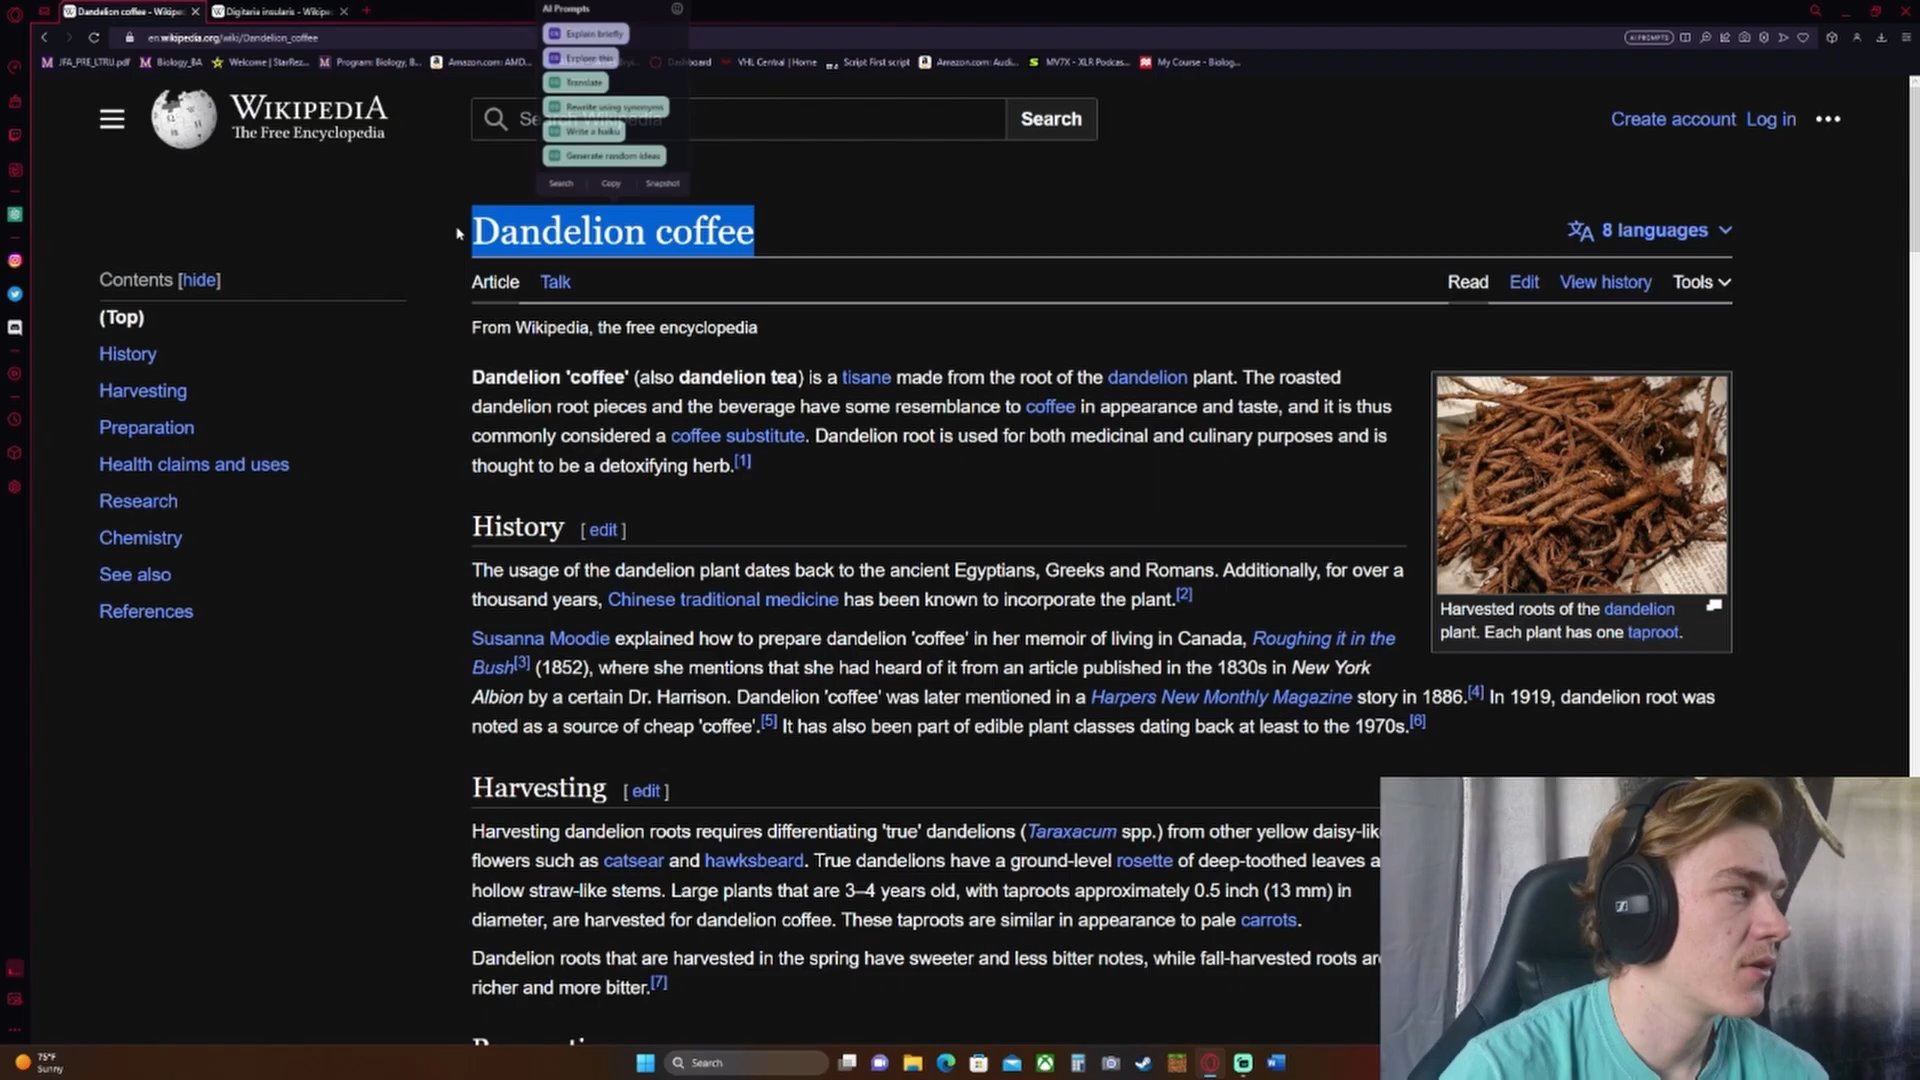 Dandelion coffee - Wikipe
Digitaria insularis - Wikipe
AI Prompts
en.wikipedia.org/wiki/Dandelion_coffee
Explain briefly
AI PROMPTS
JFA_PRE_LTRU.pdf
Biology_BA
Welcome | StarRez...
Program: Biology, B...
Amazon.com: AMD...
Explore this
Dashboard
VHL Central | Home
Script First script
Amazon.com: Audi...
MV7X - XLR Podcas...
My Course - Biolog...
Translate
Rewrite using synonyms
Write a haiku
Generate random ideas
Search
Copy
Snapshot
WIKIPEDIA
The Free Encyclopedia
Search
Create account Log in
Dandelion coffee
8 languages
Article Talk
Read Edit View history Tools
Contents [hide]
(Top)
History
Harvesting
Preparation
Health claims and uses
Research
Chemistry
See also
References
From Wikipedia, the free encyclopedia
Dandelion 'coffee' (also dandelion tea) is a tisane made from the root of the dandelion plant. The roasted
dandelion root pieces and the beverage have some resemblance to coffee in appearance and taste, and it is thus
commonly considered a coffee substitute. Dandelion root is used for both medicinal and culinary purposes and is
thought to be a detoxifying herb.[1]
Harvested roots of the dandelion
plant. Each plant has one taproot.
History [ edit ]
The usage of the dandelion plant dates back to the ancient Egyptians, Greeks and Romans. Additionally, for over a
thousand years, Chinese traditional medicine has been known to incorporate the plant.[2]
Susanna Moodie explained how to prepare dandelion 'coffee' in her memoir of living in Canada, Roughing it in the
Bush[3] (1852), where she mentions that she had heard of it from an article published in the 1830s in New York
Albion by a certain Dr. Harrison. Dandelion 'coffee' was later mentioned in a Harpers New Monthly Magazine story in 1886.[4] In 1919, dandelion root was
noted as a source of cheap 'coffee'.[5] It has also been part of edible plant classes dating back at least to the 1970s.[6]
Harvesting [ edit ]
Harvesting dandelion roots requires differentiating 'true' dandelions (Taraxacum spp.) from other yellow daisy-lik
flowers such as catsear and hawksbeard. True dandelions have a ground-level rosette of deep-toothed leaves a
hollow straw-like stems. Large plants that are 3–4 years old, with taproots approximately 0.5 inch (13 mm) in
diameter, are harvested for dandelion coffee. These taproots are similar in appearance to pale carrots.
Dandelion roots that are harvested in the spring have sweeter and less bitter notes, while fall-harvested roots are
richer and more bitter.[7]
75°F
Sunny
Search